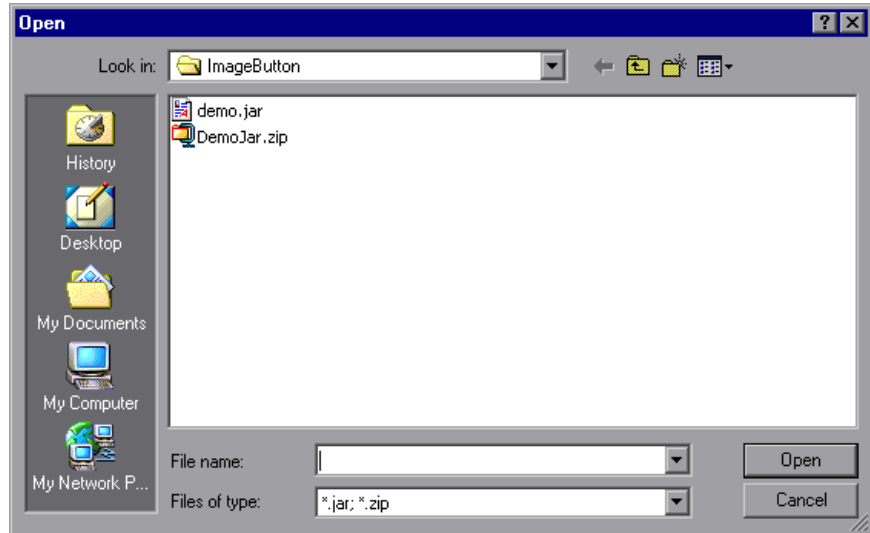 Open
Look in: ImageButton
demo.jar
DemoJar.zip
History
Desktop
My Documents
My Computer
My Network P...
File name:
Open
Files of type: *.jar; *.zip
Cancel